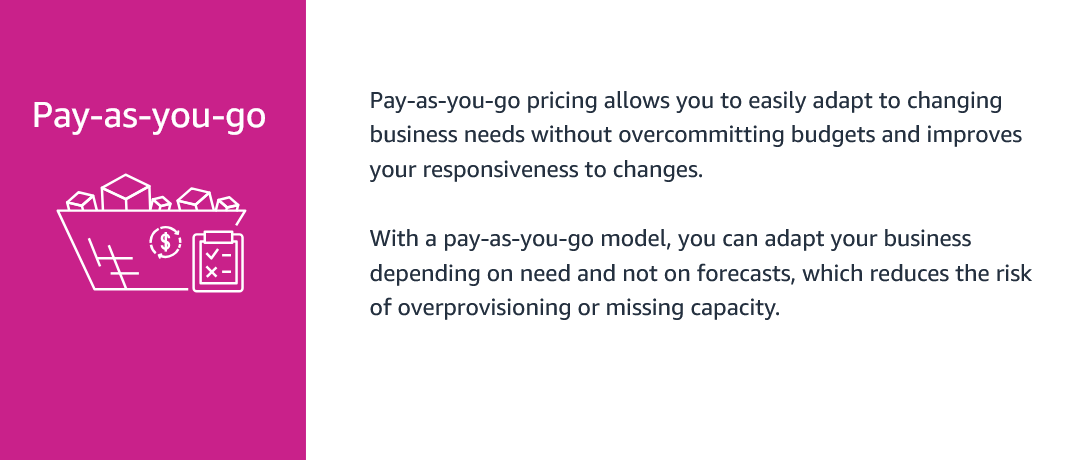 Pay-as-you-go
Pay-as-you-go pricing allows you to easily adapt to changing
business needs without overcommitting budgets and improves
your responsiveness to changes.
With a pay-as-you-go model, you can adapt your business
depending on need and not on forecasts, which reduces the risk
of overprovisioning or missing capacity.